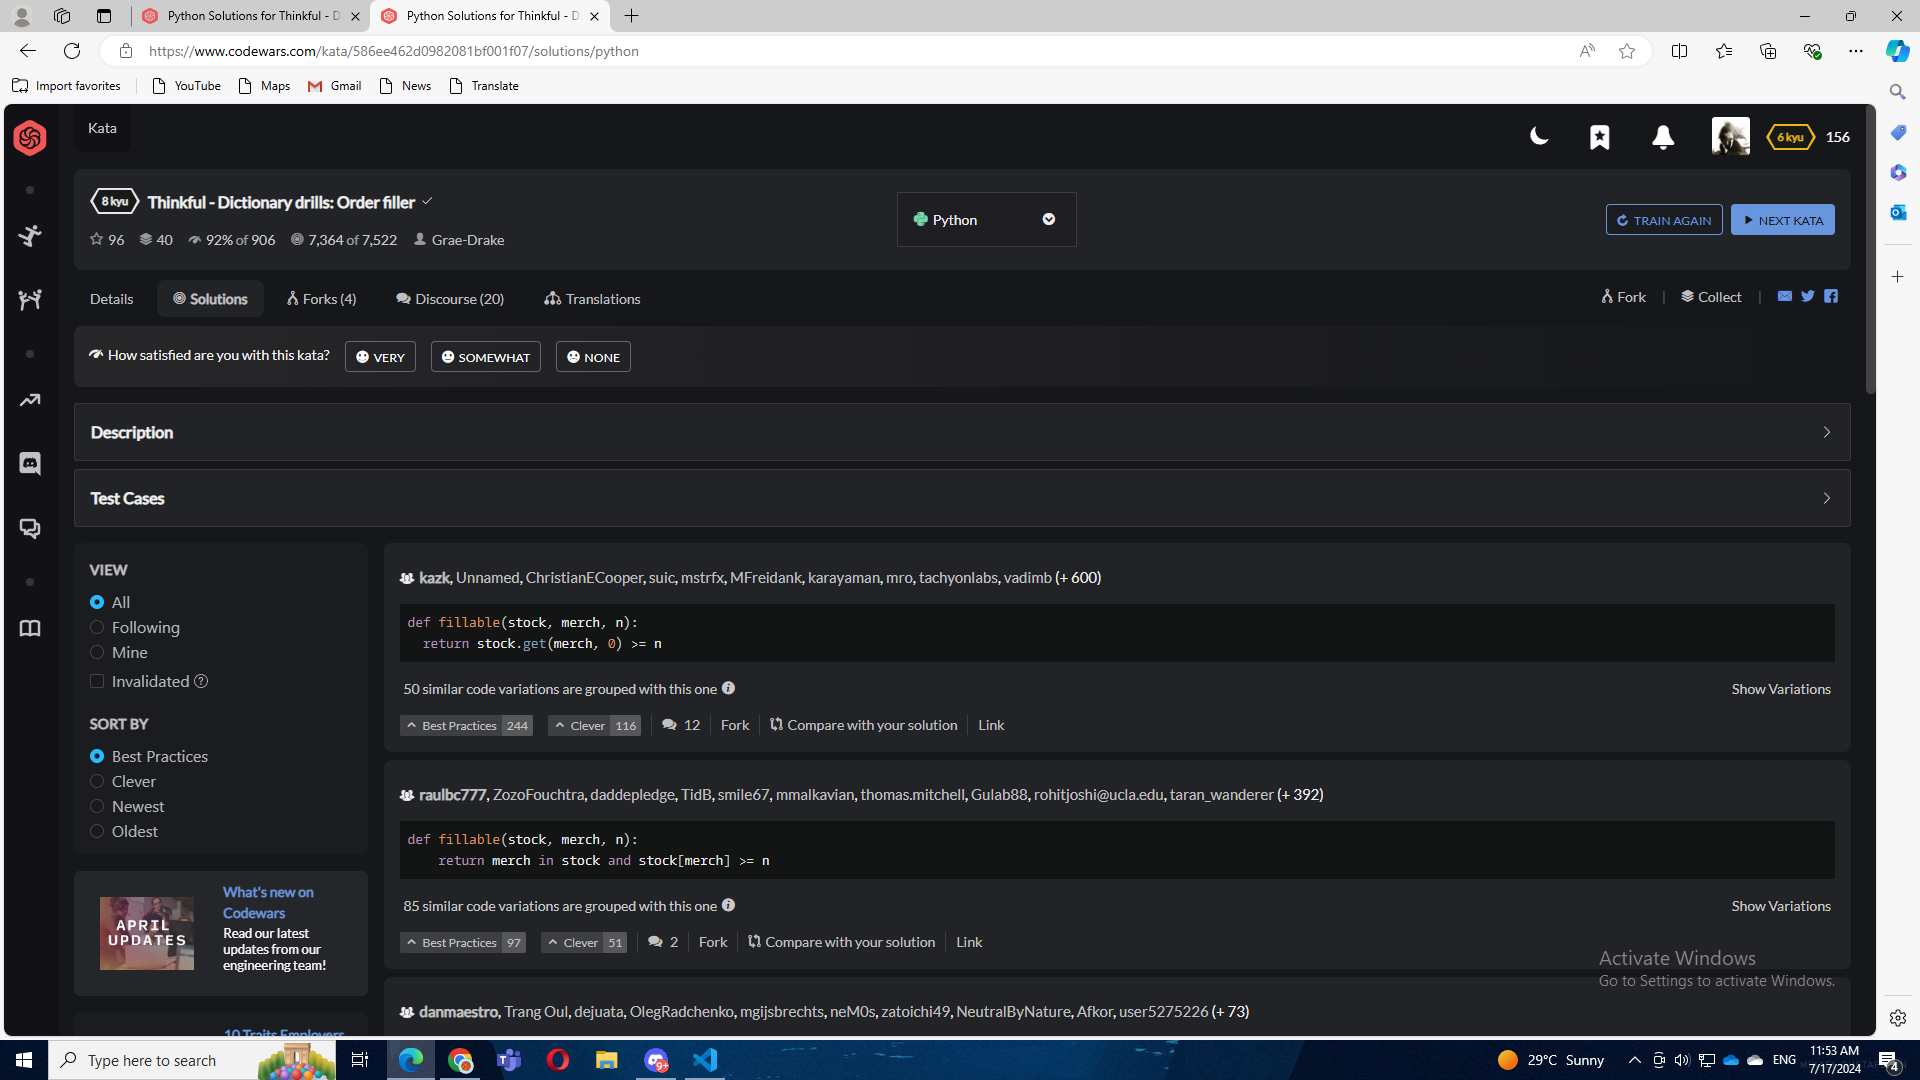 Python Solutions for Thinkful - D
Python Solutions for Thinkful - D
https://www.codewars.com/kata/586ee462d0982081bf001f07/solutions/python
Import favorites
YouTube
Maps
Gmail
News
Translate
Kata
6 kyu
156
8 kyu
Thinkful - Dictionary drills: Order filler
96
40
92% of 906
7,364 of 7,522
Grae-Drake
Python
TRAIN AGAIN
NEXT KATA
Details
Solutions
Forks (4)
Discourse (20)
Translations
Fork
Collect
How satisfied are you with this kata?
VERY
SOMEWHAT
NONE
Description
Test Cases
VIEW
All
Following
Mine
Invalidated
SORT BY
Best Practices
Clever
Newest
Oldest
What's new on
Codewars
Read our latest
updates from our
engineering team!
APRIL
UPDATES
10 Traits Employers
kazk, Unnamed, ChristianECooper, suic, mstrfx, MFreidank, karayaman, mro, tachyonlabs, vadimb (+ 600)
def fillable(stock, merch, n):
return stock.get(merch, 0) >= n
50 similar code variations are grouped with this one
Show Variations
Best Practices 244
Clever 116
12
Fork
Compare with your solution
Link
raulbc777, ZozoFouchtra, daddepledge, TidB, smile67, mmalkavian, thomas.mitchell, Gulab88, rohitjoshi@ucla.edu, taran_wanderer (+ 392)
def fillable(stock, merch, n):
return merch in stock and stock[merch] >= n
85 similar code variations are grouped with this one
Show Variations
Best Practices 97
Clever 51
2
Fork
Compare with your solution
Link
danmaestro, Trang Oul, dejuata, OlegRadchenko, mgijsbrechts, neM0s, zatoichi49, NeutralByNature, Afkor, user5275226 (+ 73)
Activate Windows
Go to Settings to activate Windows.
Type here to search
9+
29°C Sunny
ENG
11:53 AM
7/17/2024
4